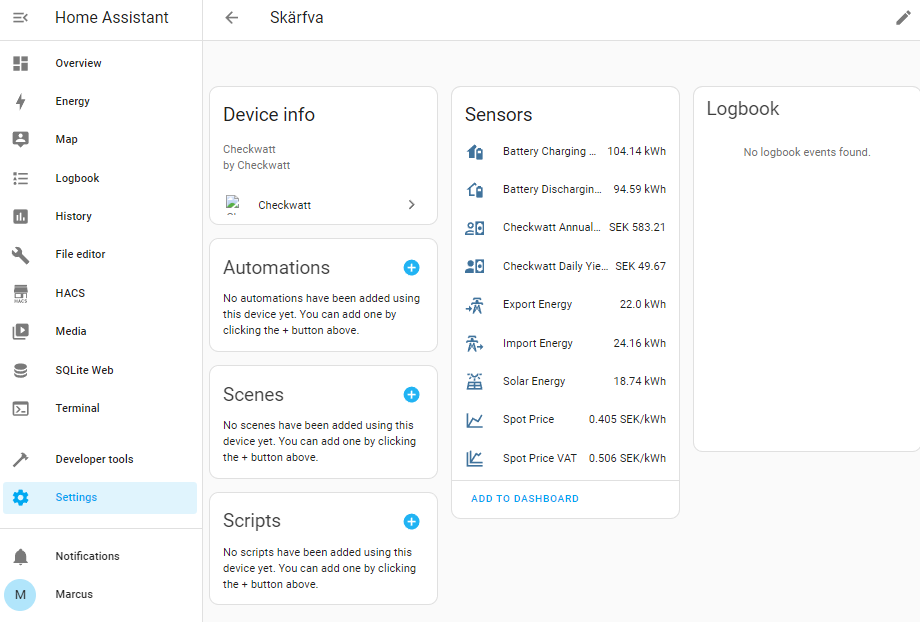 Home Assistant
Skärfva
Overview
Energy
Map
Logbook
History
File editor
HACS
HACS
Media
SQLite Web
Terminal
Developer tools
Settings
Notifications
M
Marcus
Device info
Checkwatt
by Checkwatt
Checkwatt
Automations
No automations have been added using
this device yet. You can add one by
clicking the + button above.
Scenes
No scenes have been added using this
device yet. You can add one by clicking
the + button above.
Scripts
No scripts have been added using this
device yet. You can add one by clicking
the + button above.
Sensors
Battery Charging ... 104.14 kWh
Battery Dischargin... 94.59 kWh
Checkwatt Annual... SEK 583.21
Checkwatt Daily Yie... SEK 49.67
Export Energy 22.0 kWh
Import Energy 24.16 kWh
Solar Energy 18.74 kWh
Spot Price 0.405 SEK/kWh
Spot Price VAT 0.506 SEK/kWh
ADD TO DASHBOARD
Logbook
No logbook events found.